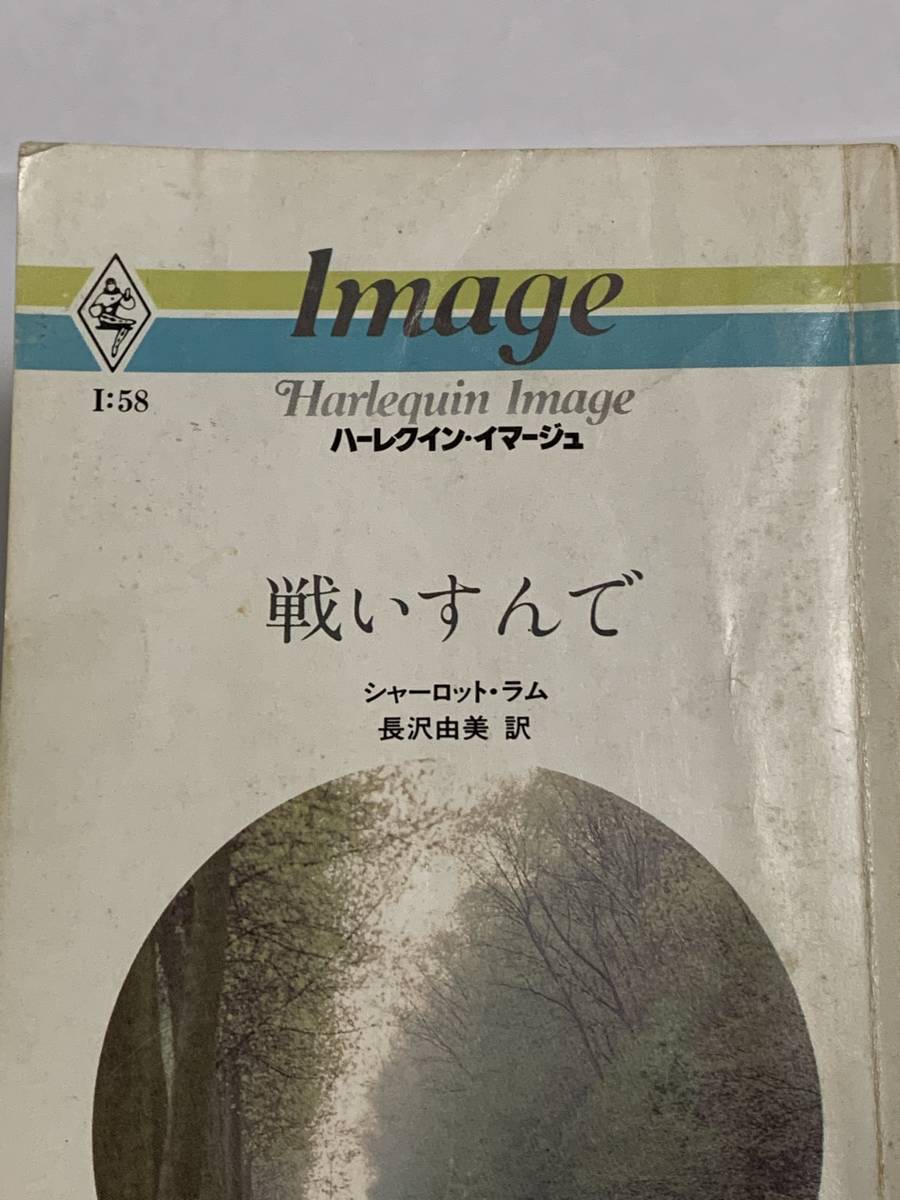 Image
I:58
Harlequin Image
ハーレクイン・イマージュ
戦いすんで
シャーロット・ラム
長沢由美 訳